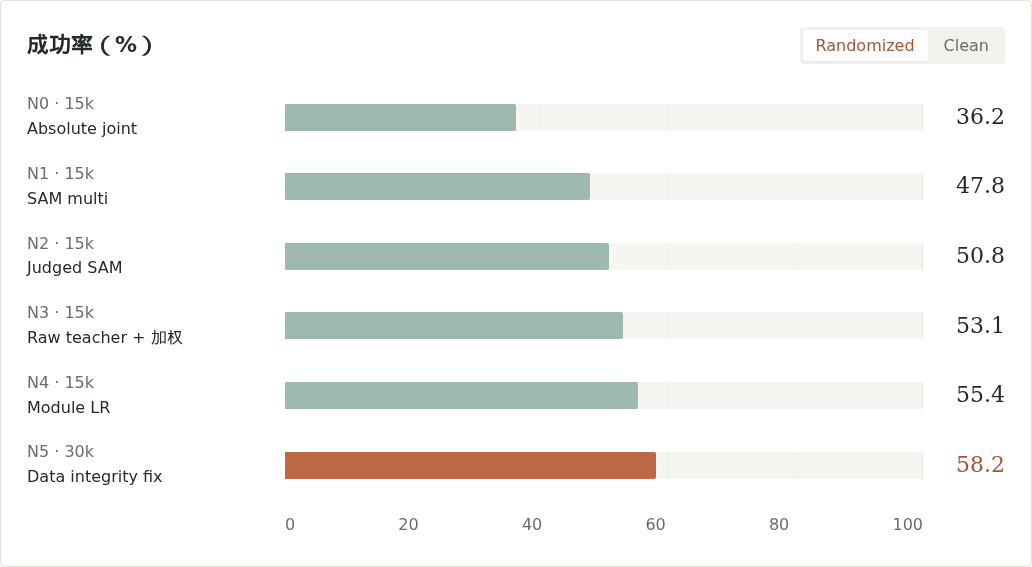 成功率（%）
Randomized Clean
N0 · 15k
Absolute joint
36.2
N1 · 15k
SAM multi
47.8
N2 · 15k
Judged SAM
50.8
N3 · 15k
Raw teacher + 加权
53.1
N4 · 15k
Module LR
55.4
N5 · 30k
Data integrity fix
58.2
0 20 40 60 80 100